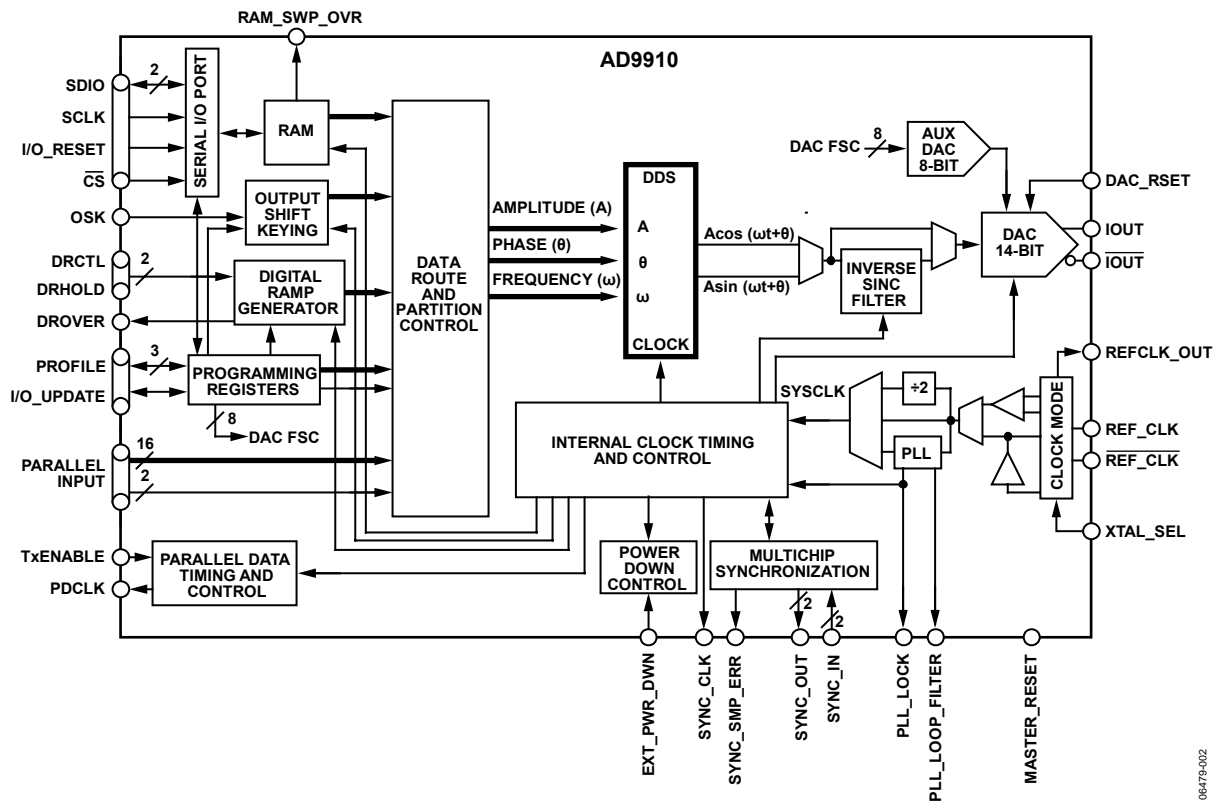 RAM_SWP_OVR
AD9910
SDIO
2
SCLK
I/O_RESET
CS
SERIAL I/O PORT
RAM
OSK
OUTPUT
SHIFT
KEYING
DRCTL
DRHOLD
2
DROVER
DIGITAL
RAMP
GENERATOR
PROFILE
3
I/O_UPDATE
PROGRAMMING
REGISTERS
8
DAC FSC
PARALLEL
INPUT
16
2
TxENABLE
PDCLK
PARALLEL DATA
TIMING AND
CONTROL
DATA
ROUTE
AND
PARTITION
CONTROL
AMPLITUDE (A)
PHASE (θ)
FREQUENCY (ω)
DDS
A
θ
ω
CLOCK
Acos (ωt+θ)
Asin (ωt+θ)
INVERSE
SINC
FILTER
DAC FSC
8
AUX
DAC
8-BIT
DAC
14-BIT
DAC_RSET
IOUT
IOUT
INTERNAL CLOCK TIMING
AND CONTROL
SYSCLK
÷2
PLL
CLOCK MODE
REFCLK_OUT
REF_CLK
REF_CLK
XTAL_SEL
POWER
DOWN
CONTROL
MULTICHIP
SYNCHRONIZATION
2
2
EXT_PWR_DWN
SYNC_CLK
SYNC_SMP_ERR
SYNC_OUT
SYNC_IN
PLL_LOCK
PLL_LOOP_FILTER
MASTER_RESET
06479-002